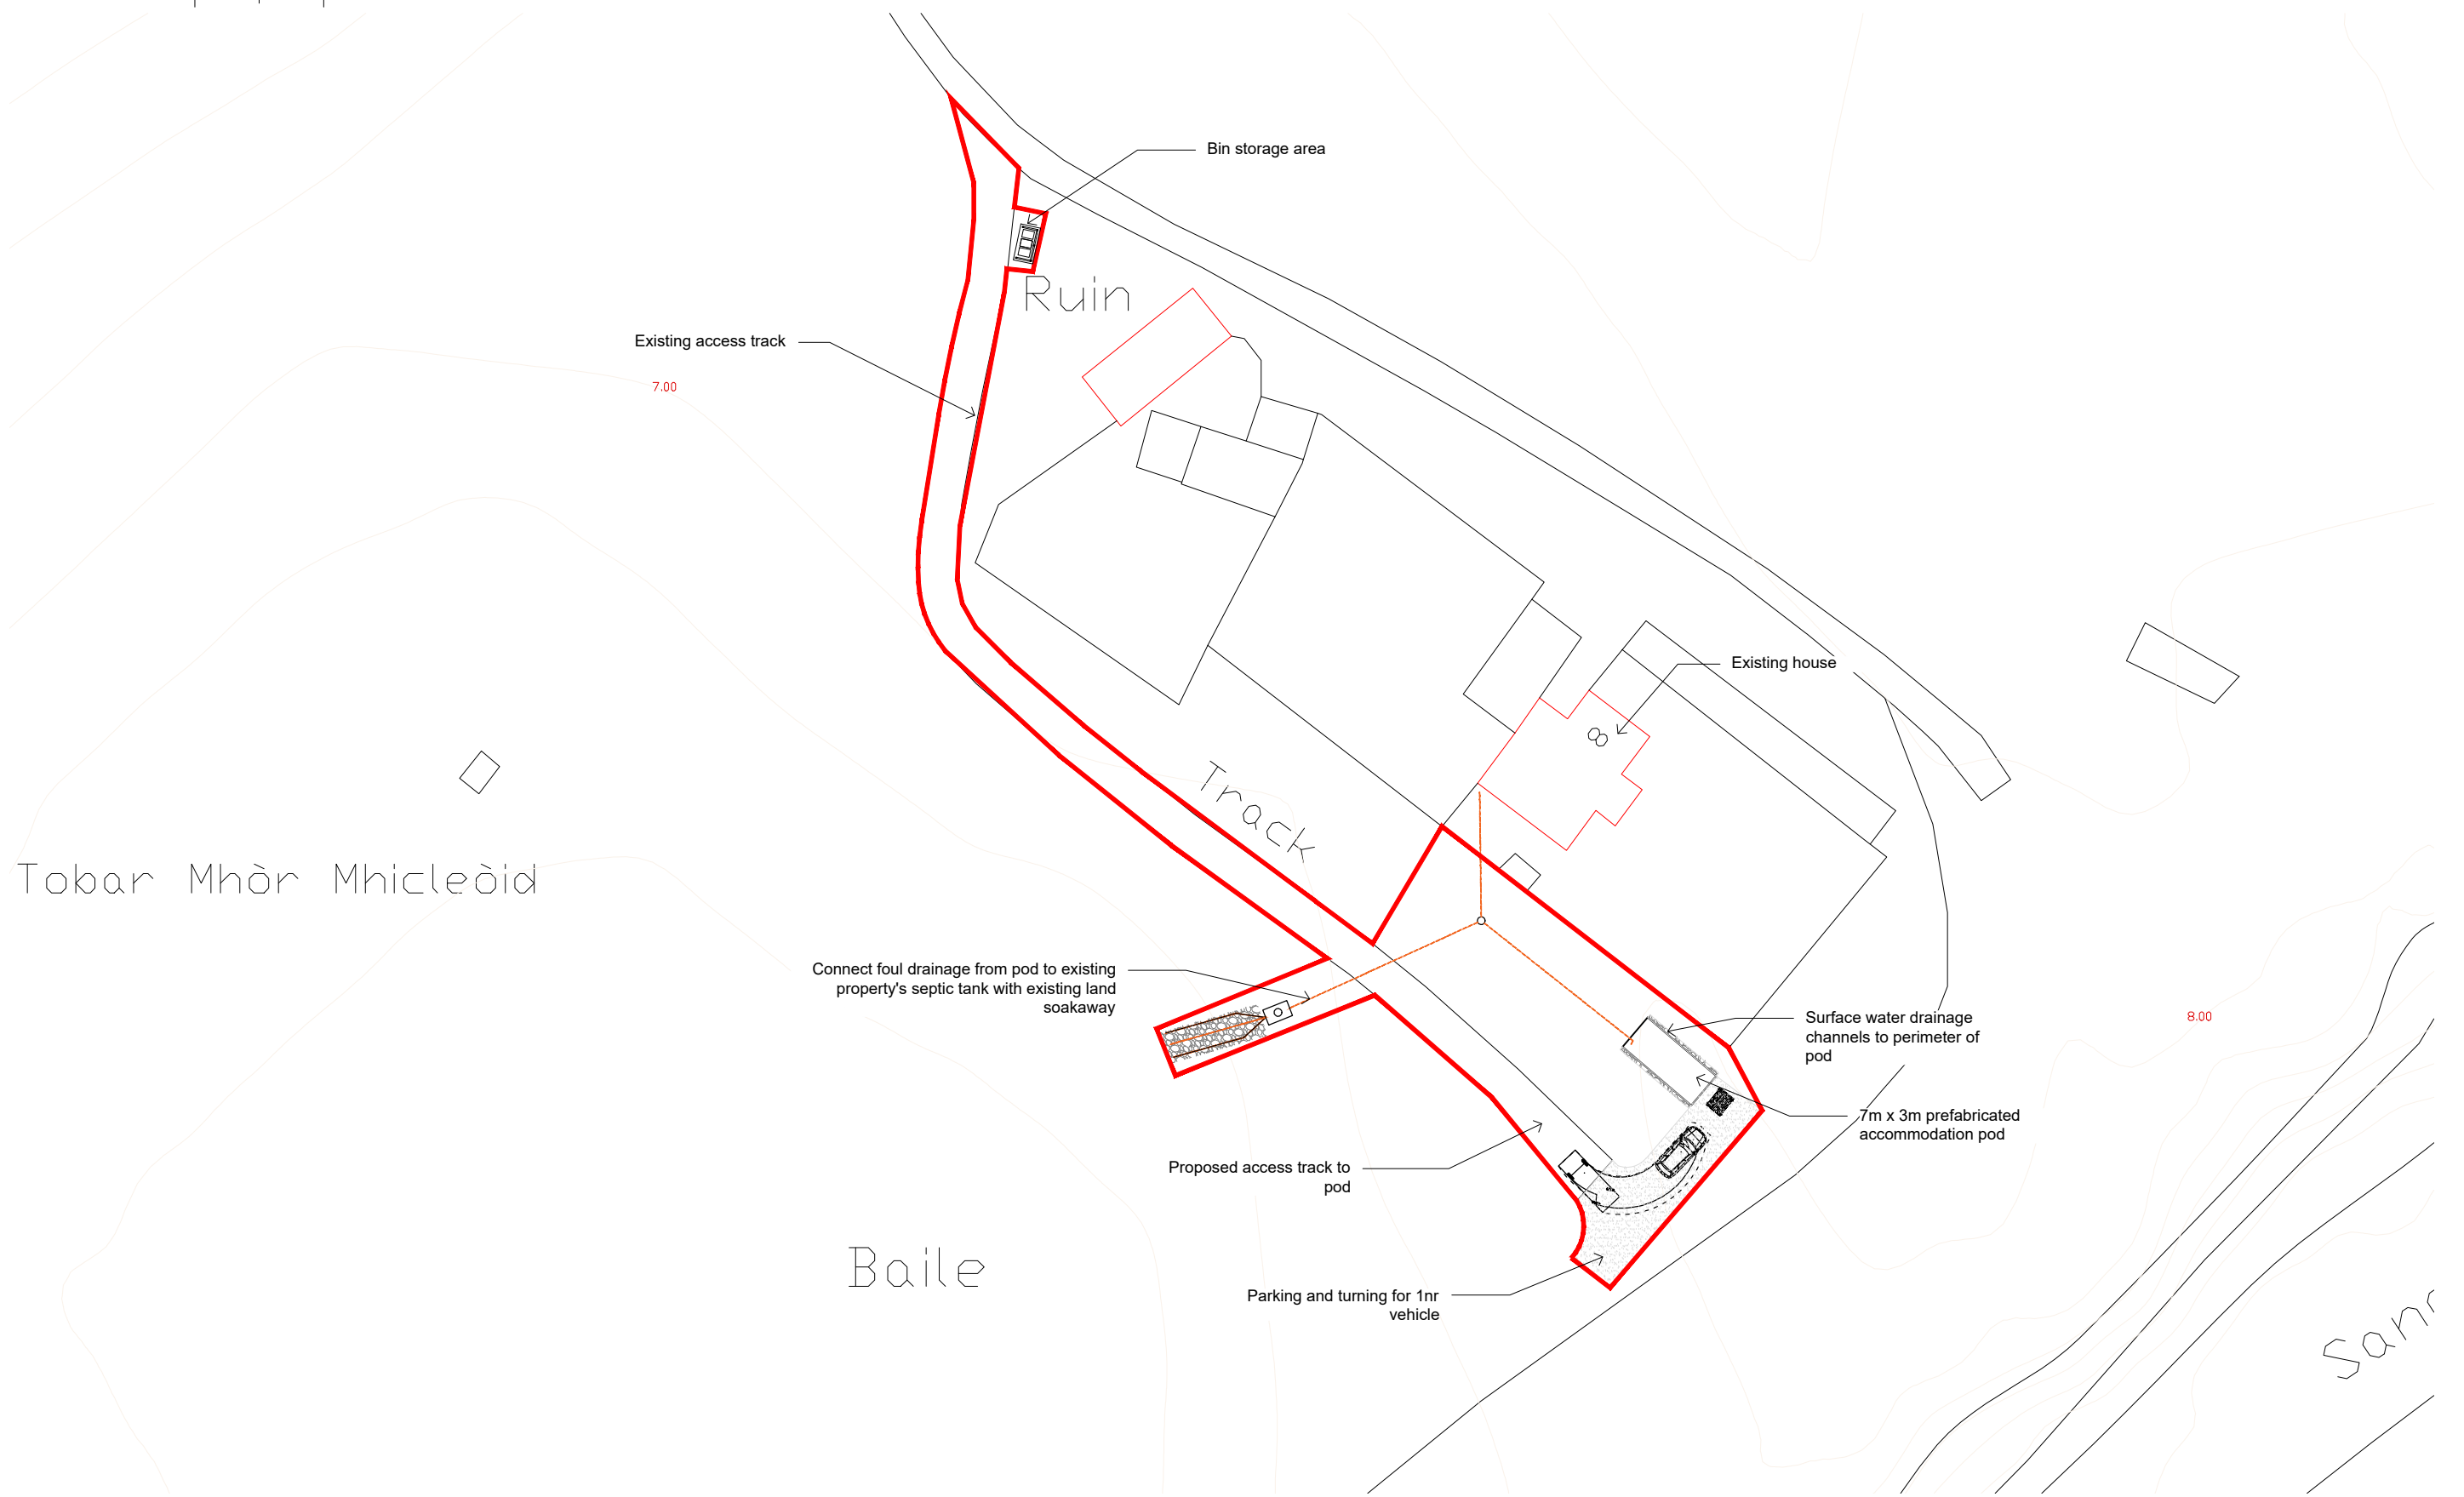 Bin storage area
Ruin
Existing access track
7.00
Existing house
8
Track
Tobar Mhòr Mhicleòid
Connect foul drainage from pod to existing
property's septic tank with existing land
soakaway
Surface water drainage
channels to perimeter of
pod
8.00
7m x 3m prefabricated
accommodation pod
Proposed access track to
pod
Baile
Parking and turning for 1nr
vehicle